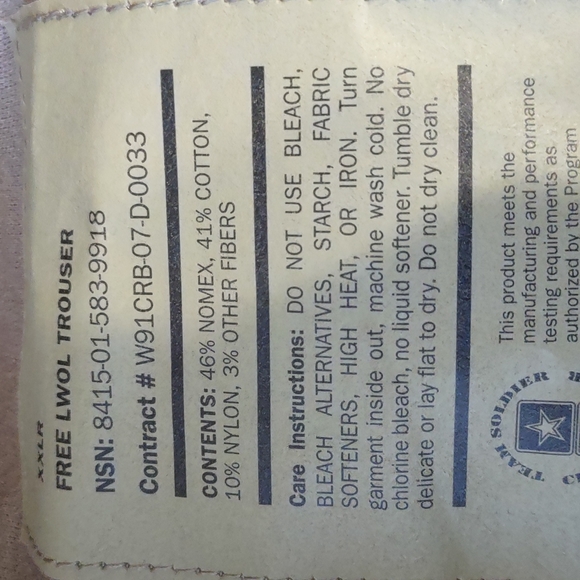 XXLR
FREE LWOL TROUSER
NSN: 8415-01-583-9918
Contract # W91CRB-07-D-0033
CONTENTS: 46% NOMEX, 41% COTTON,
10% NYLON, 3% OTHER FIBERS
Care Instructions: DO NOT USE BLEACH,
BLEACH ALTERNATIVES, STARCH, FABRIC
SOFTENERS, HIGH HEAT, OR IRON. Turn
garment inside out, machine wash cold. No
chlorine bleach, no liquid softener. Tumble dry
delicate or lay flat to dry. Do not dry clean.
This product meets the
manufacturing and performance
testing requirements as
authorized by the Program
TEAM SOLDIER